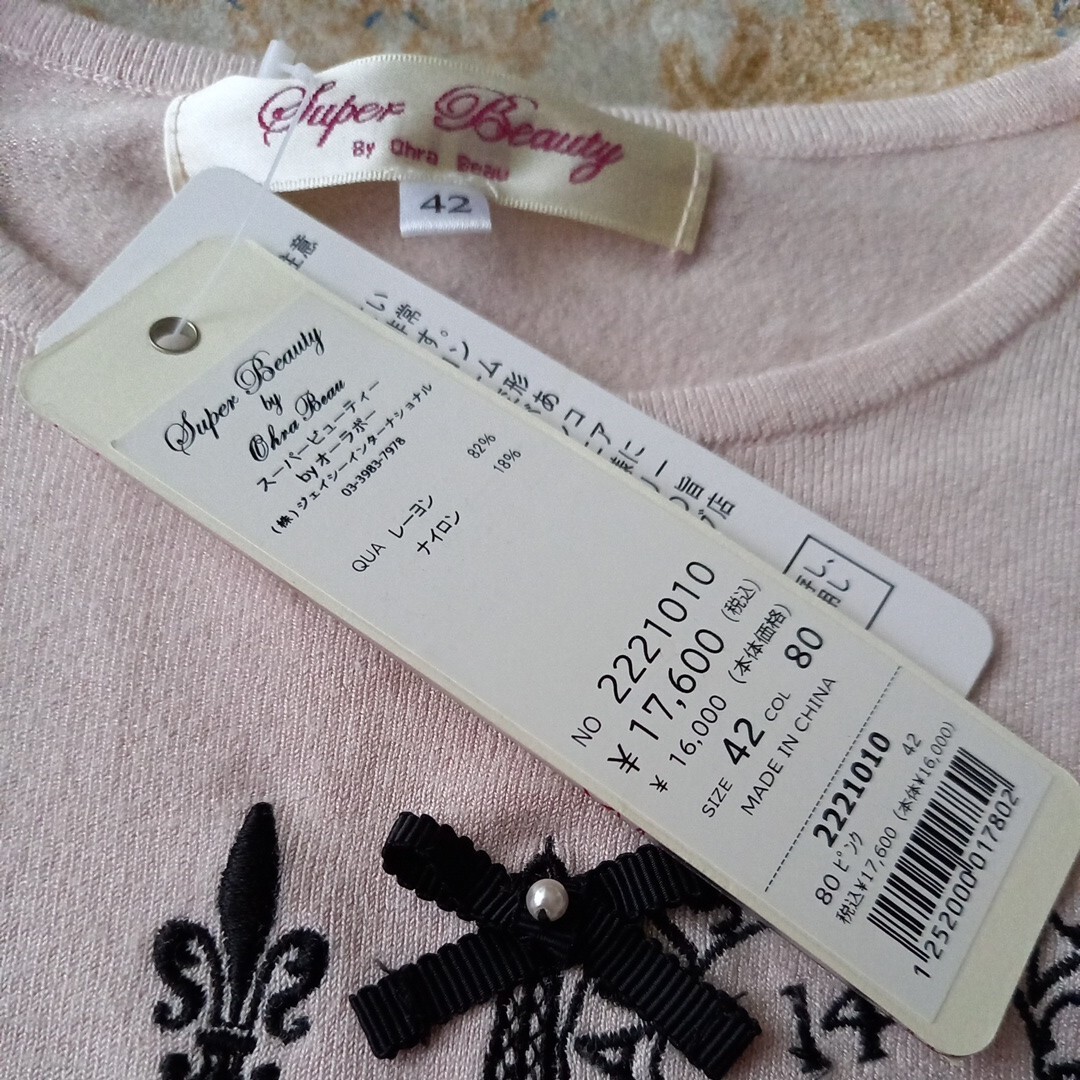 Super Beauty
By Ohra Beau
42
Super Beauty
by
Ohra Beau
スーパービューティー
byオーラボー
(株)ジェイシーインターナショナル
03-3983-7978
QUA レーヨン 82%
ナイロン 18%
NO 2221010
¥17,600 (税込)
¥16,000 (本体価格)
SIZE 42 COL 80
MADE IN CHINA
2221010
80 ピンク 42
税込¥17,600 (本体¥16,000)
1252000017802
注意
14